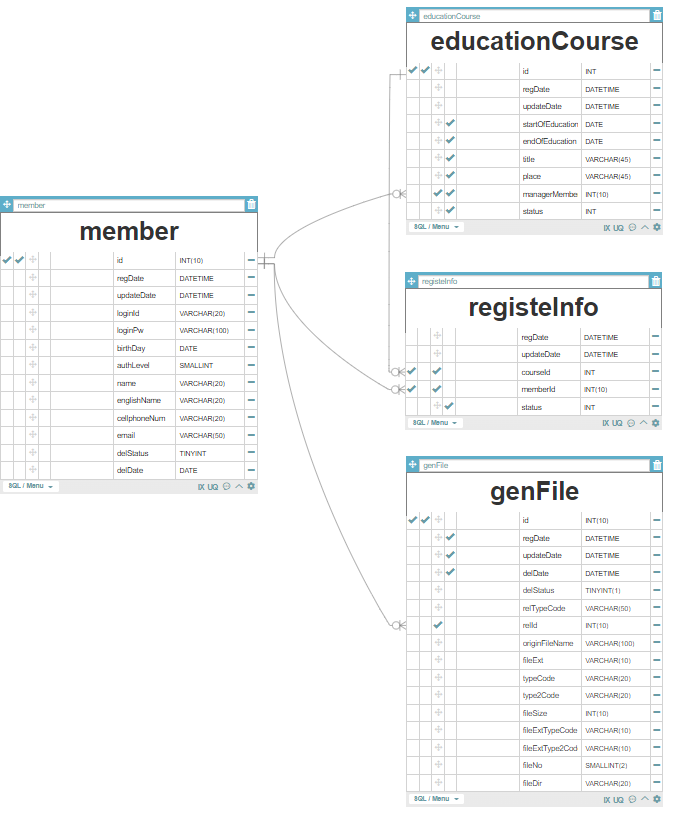 educationCourse
educationCourse
id INT
regDate DATETIME
updateDate DATETIME
startOfEducation DATE
endOfEducation DATE
title VARCHAR(45)
place VARCHAR(45)
managerMembe INT(10)
status INT
SQL / Menu IX UQ
member
member
id INT(10)
regDate DATETIME
updateDate DATETIME
loginId VARCHAR(20)
loginPw VARCHAR(100)
birthDay DATE
authLevel SMALLINT
name VARCHAR(20)
englishName VARCHAR(20)
cellphoneNum VARCHAR(20)
email VARCHAR(50)
delStatus TINYINT
delDate DATE
SQL / Menu IX UQ
registeInfo
registeInfo
regDate DATETIME
updateDate DATETIME
courseId INT
memberId INT(10)
status INT
SQL / Menu IX UQ
genFile
genFile
id INT(10)
regDate DATETIME
updateDate DATETIME
delDate DATETIME
delStatus TINYINT(1)
relTypeCode VARCHAR(50)
relId INT(10)
originFileName VARCHAR(100)
fileExt VARCHAR(10)
typeCode VARCHAR(20)
type2Code VARCHAR(20)
fileSize INT(10)
fileExtTypeCode VARCHAR(10)
fileExtType2Cod VARCHAR(10)
fileNo SMALLINT(2)
fileDir VARCHAR(20)
SQL / Menu IX UQ